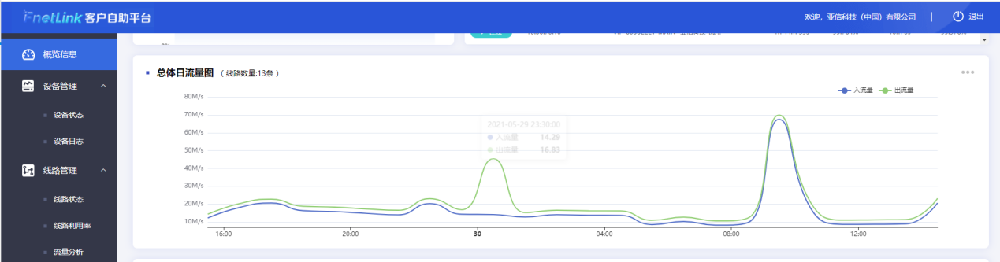 FnetLink 客户自助平台
欢迎，亚信科技（中国）有限公司
退出
概览信息
设备管理
设备状态
设备日志
线路管理
线路状态
线路利用率
流量分析
总体日流量图 （线路数量:13条）
入流量 出流量
80M/s
70M/s
60M/s
50M/s
40M/s
30M/s
20M/s
10M/s
2021-05-29 23:30:00
入流量 14.29
出流量 16.83
16:00 20:00 30 04:00 08:00 12:00